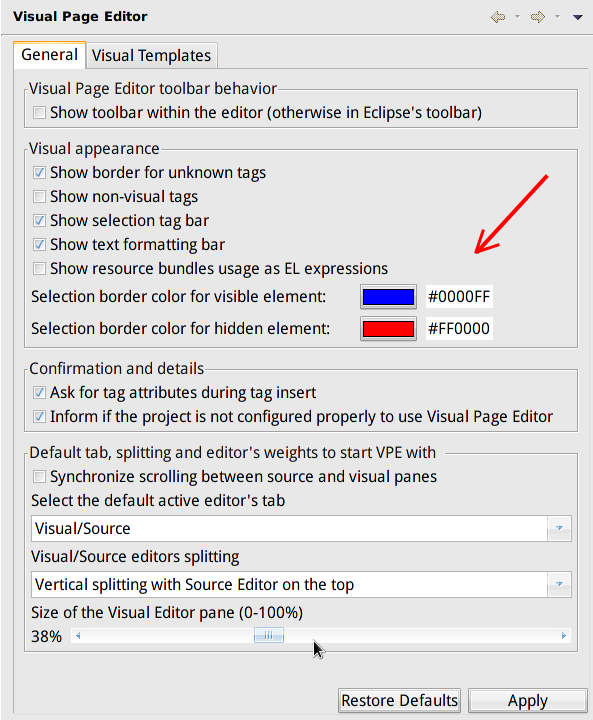 Visual Page Editor
General
Visual Templates
Visual Page Editor toolbar behavior
Show toolbar within the editor (otherwise in Eclipse's toolbar)
Visual appearance
Show border for unknown tags
Show non-visual tags
Show selection tag bar
Show text formatting bar
Show resource bundles usage as EL expressions
Selection border color for visible element: #0000FF
Selection border color for hidden element: #FF0000
Confirmation and details
Ask for tag attributes during tag insert
Inform if the project is not configured properly to use Visual Page Editor
Default tab, splitting and editor's weights to start VPE with
Synchronize scrolling between source and visual panes
Select the default active editor's tab
Visual/Source
Visual/Source editors splitting
Vertical splitting with Source Editor on the top
Size of the Visual Editor pane (0-100%)
38%
Restore Defaults
Apply